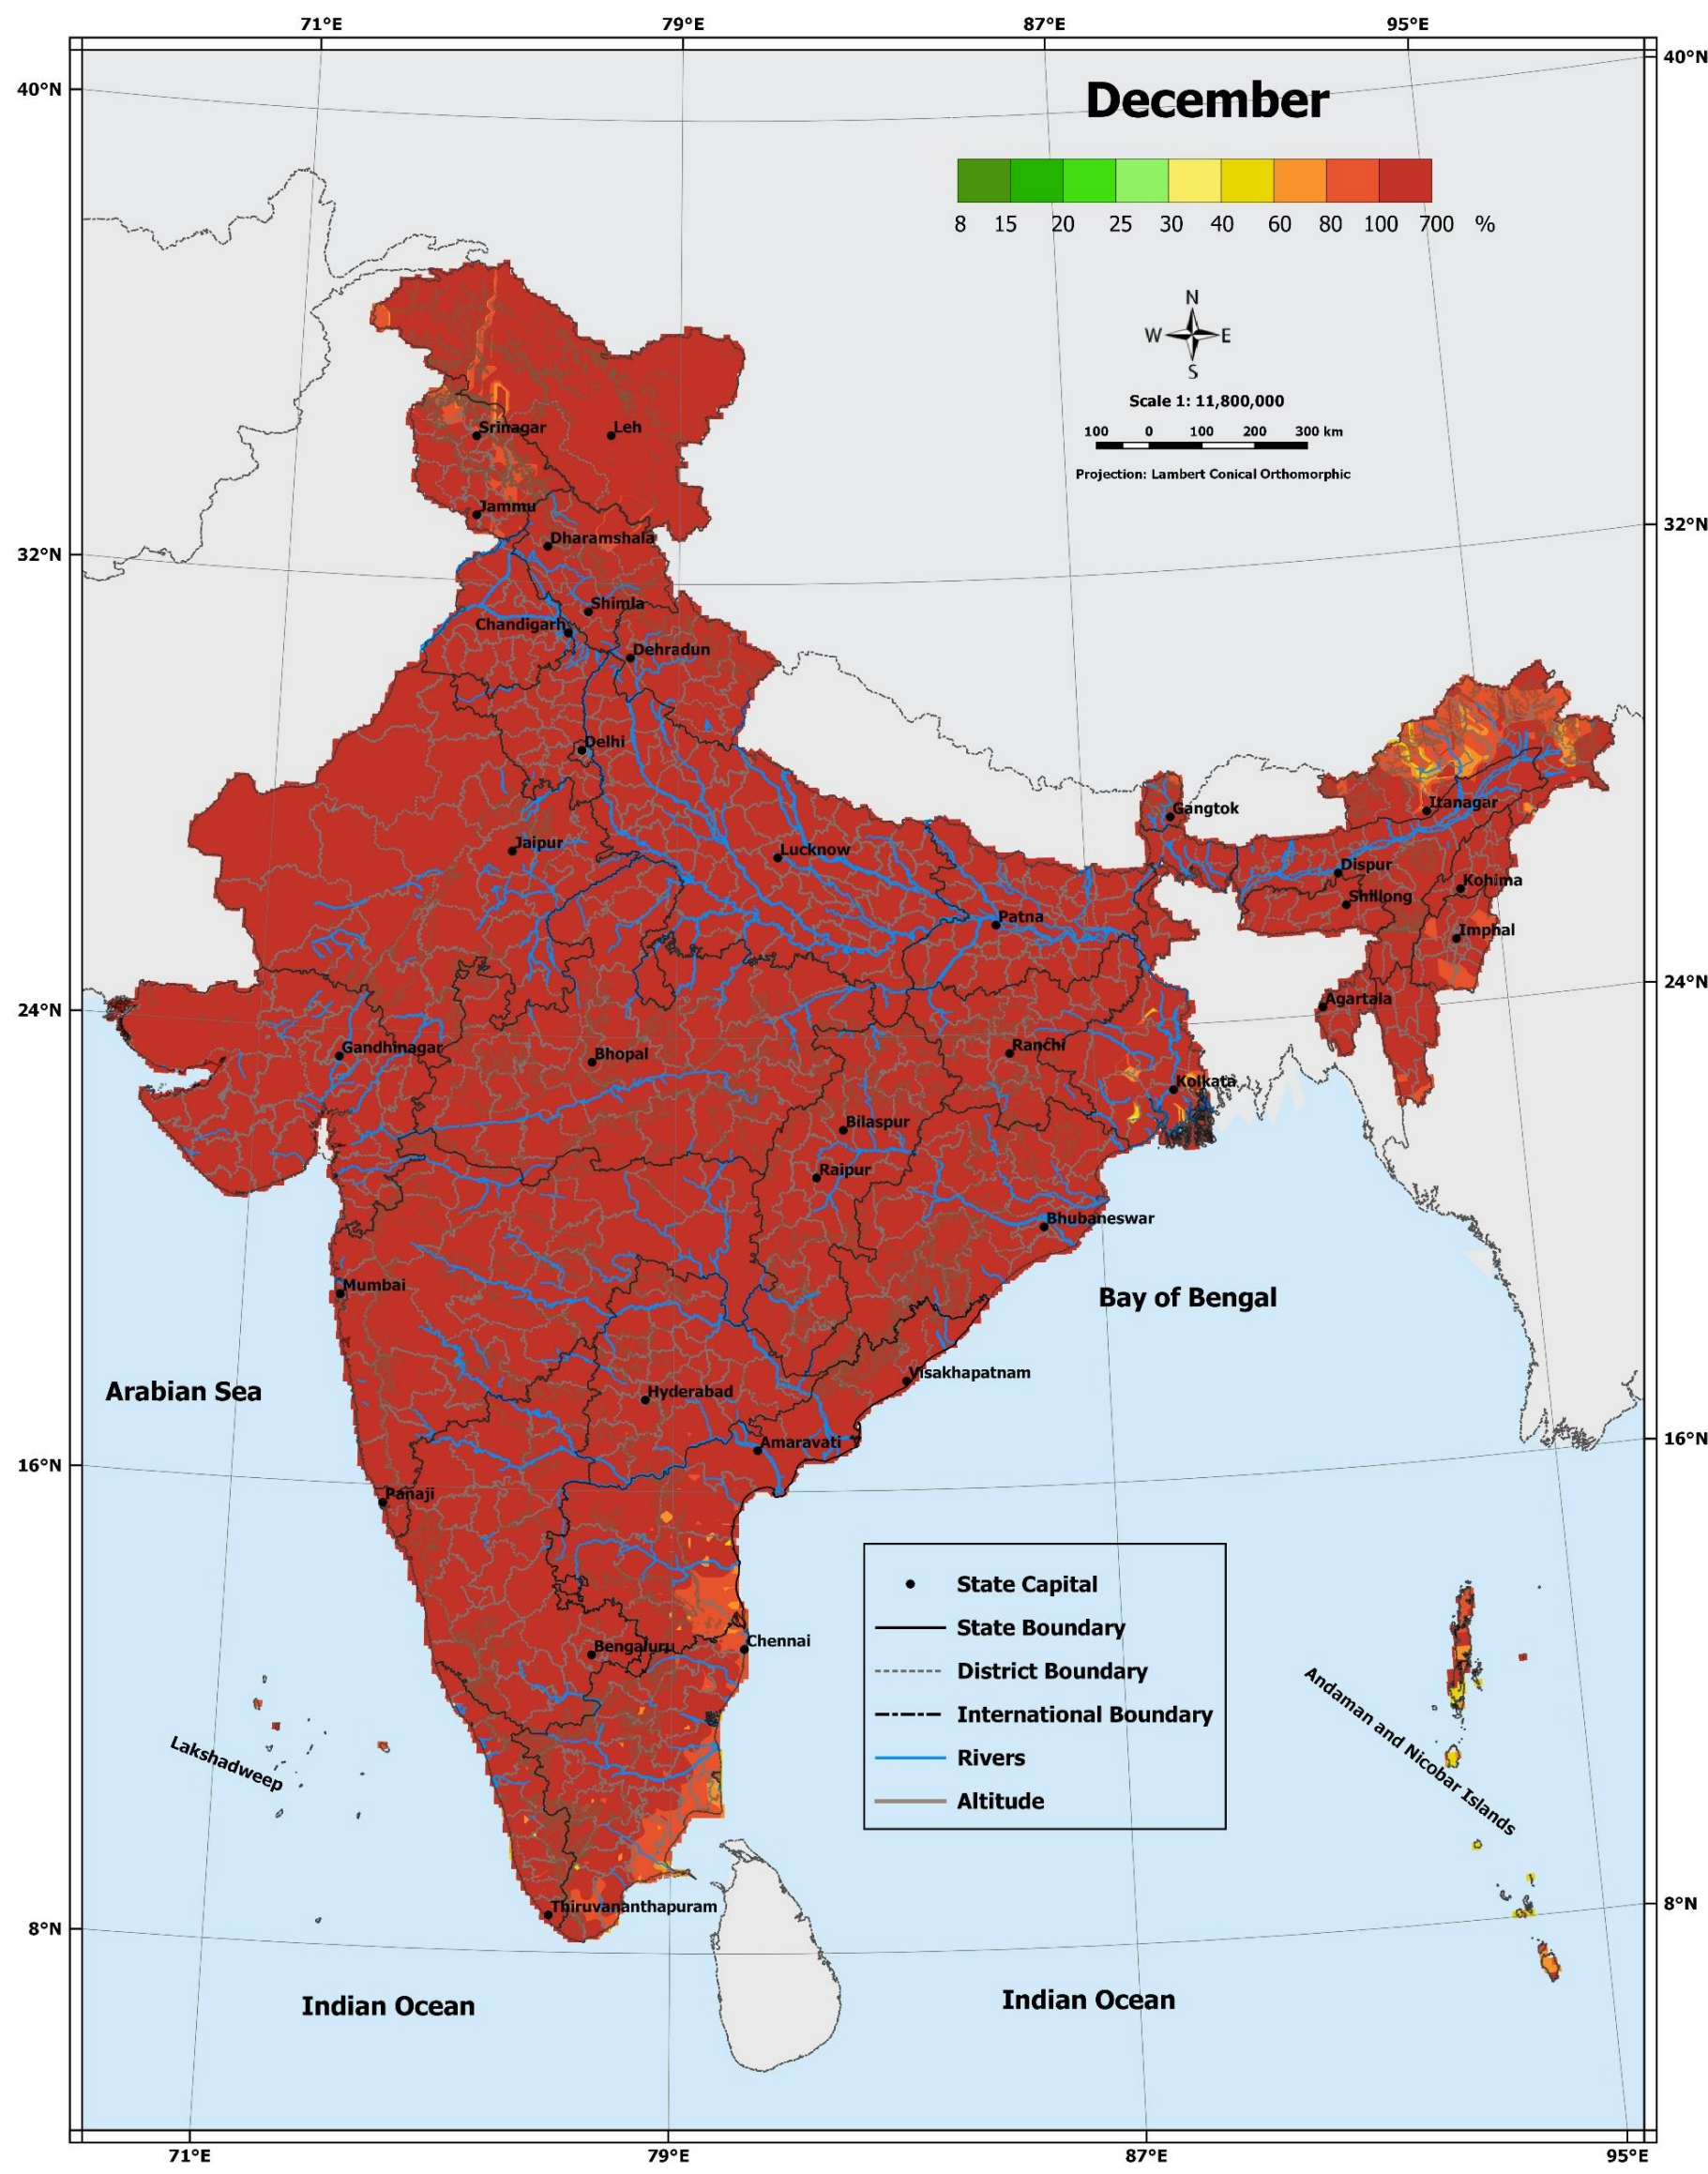 71°E 79°E 87°E 95°E
40°N 40°N
December
8 15 20 25 30 40 60 80 100 700 %
N
W E
S
Scale 1: 11,800,000
100 0 100 200 300 km
Projection: Lambert Conical Orthomorphic
Srinagar
Leh
Jammu
32°N 32°N
Dharamshala
Shimla
Chandigarh
Dehradun
Delhi
Itanagar
Gangtok
Jaipur
Lucknow
Dispur
Kohima
Shillong
Patna
Imphal
24°N 24°N
Agartala
Gandhinagar
Bhopal
Ranchi
Kolkata
Bilaspur
Raipur
Bhubaneswar
Mumbai
Bay of Bengal
Visakhapatnam
Arabian Sea
Hyderabad
Amaravati
16°N 16°N
Panaji
State Capital
State Boundary
Bengaluru
Chennai
District Boundary
International Boundary
Lakshadweep
Andaman and Nicobar Islands
Rivers
Altitude
Thiruvananthapuram
8°N 8°N
Indian Ocean
Indian Ocean
71°E 79°E 87°E 95°E